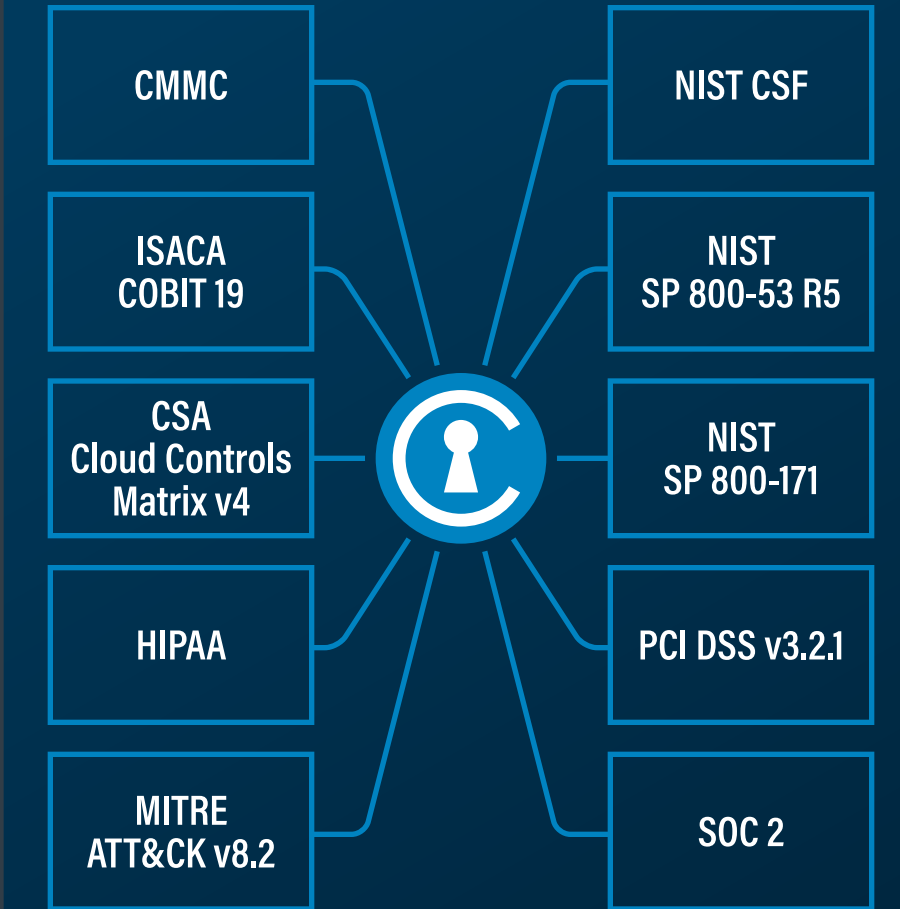 CMMC
NIST CSF
ISACA
COBIT 19
NIST
SP 800-53 R5
CSA
Cloud Controls
Matrix v4
NIST
SP 800-171
HIPAA
PCI DSS v3.2.1
MITRE
ATT&CK v8.2
SOC 2